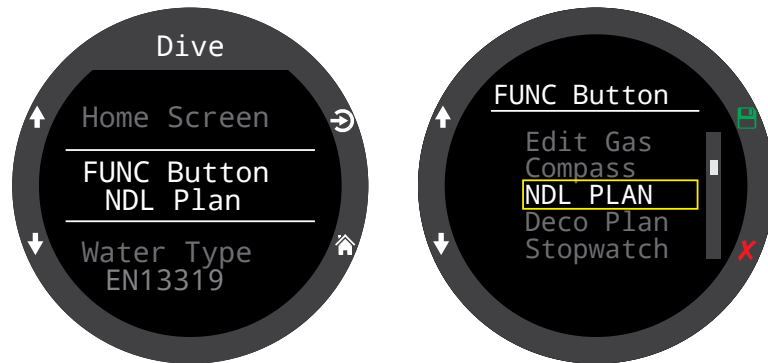 Dive
Home Screen
FUNC Button
NDL Plan
Water Type
EN13319
FUNC Button
Edit Gas
Compass
NDL PLAN
Deco Plan
Stopwatch